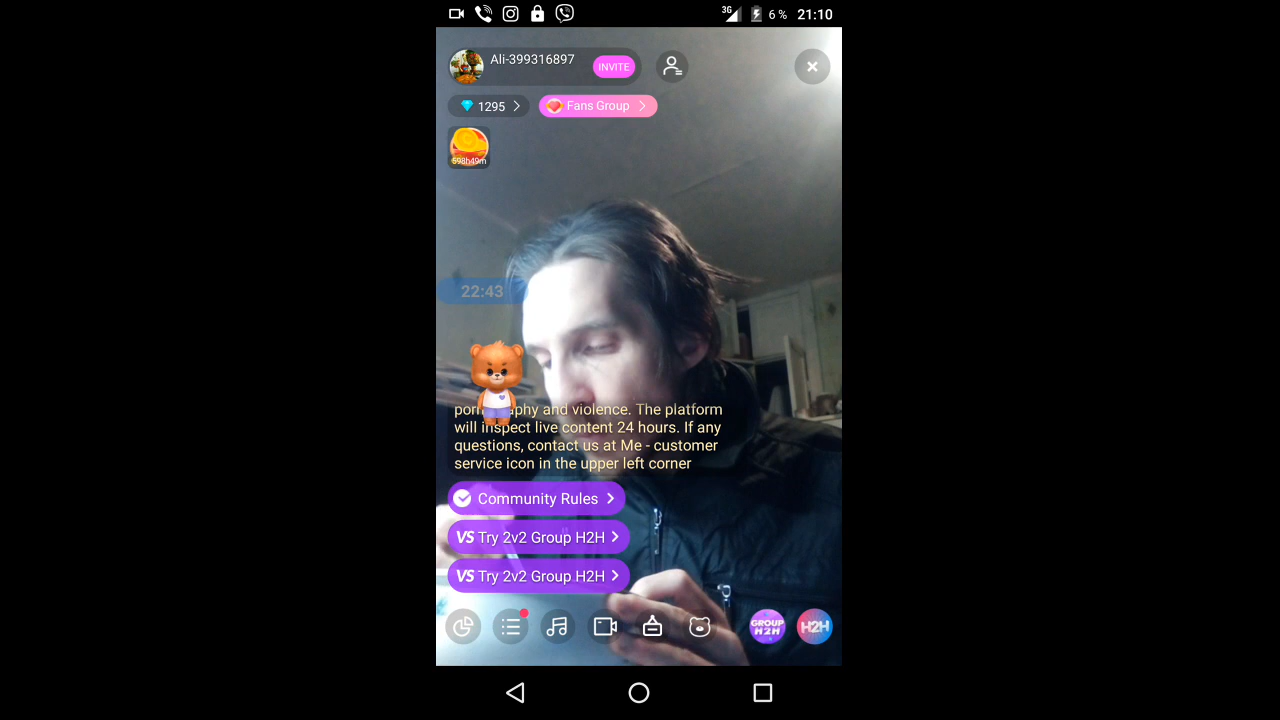 3G 6 % 21:10
Ali-399316897 INVITE
1295 Fans Group
598h49m
22:43
phy and violence. The platform
will inspect live content 24 hours. If any
questions, contact us at Me - customer
service icon in the upper left corner
Community Rules
VS Try 2v2 Group H2H
VS Try 2v2 Group H2H
GROUP H2H H2H